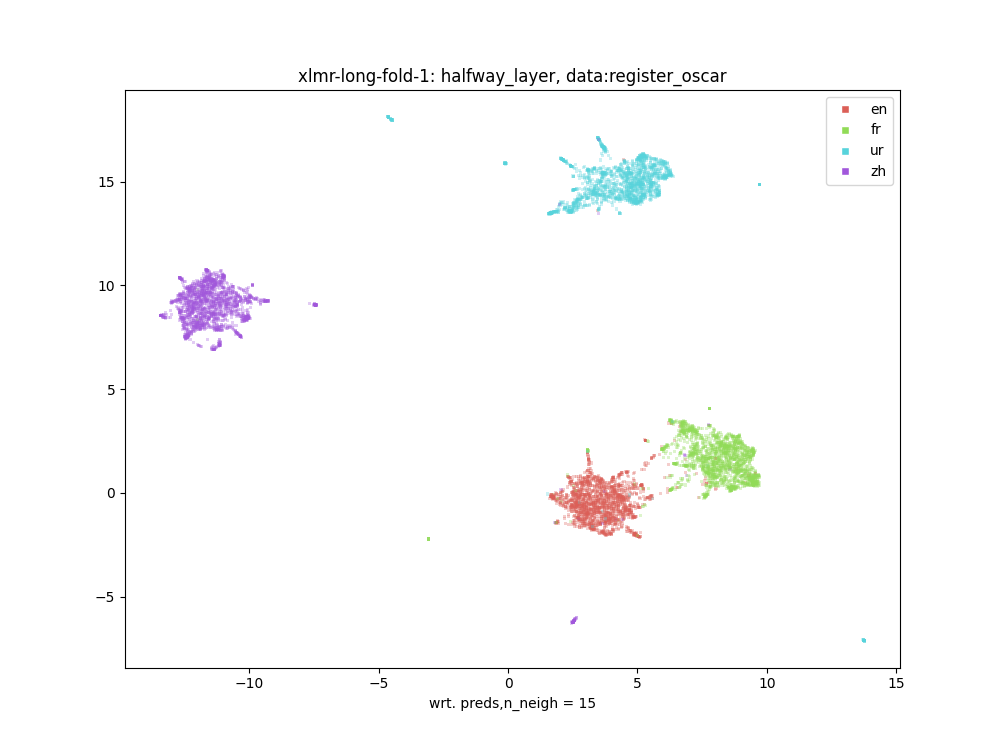 xlmr-long-fold-1: halfway_layer, data:register_oscar
en
fr
ur
zh
15
10
5
0
−5
−10
−5
0
5
10
15
wrt. preds,n_neigh = 15